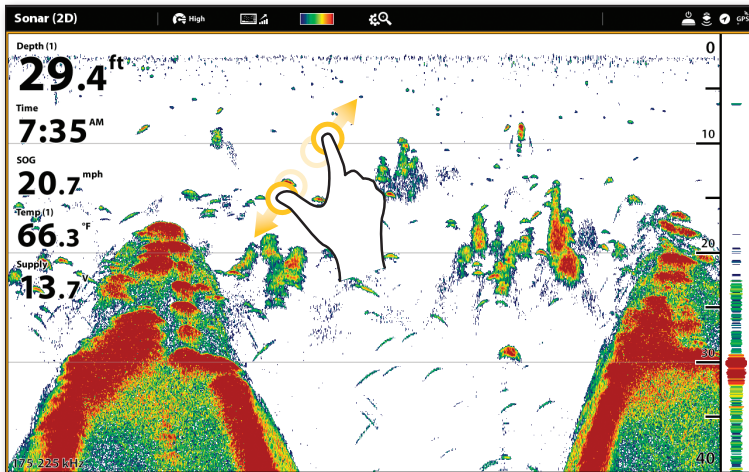 Sonar (2D)
High
GPS
Depth (1)
29.4 ft
Time
7:35 AM
SOG
20.7 mph
Temp (1)
66.3 °F
Supply
13.7 V
0
10
20
30
40
175.225 kHz